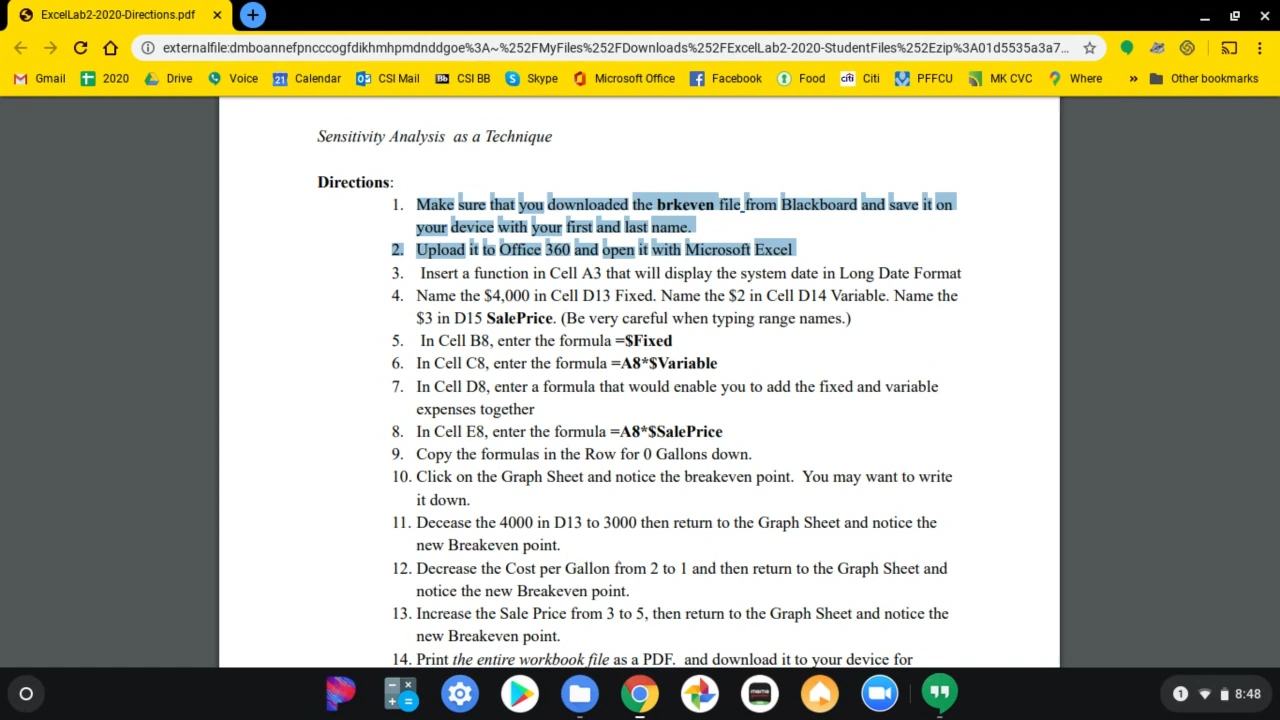 ExcelLab2-2020-Directions.pdf
externalfile:dmboannefpncccogfdikhmhpmdnddgoe%3A~%252FMyFiles%252FDownloads%252FExcelLab2-2020-StudentFiles%252Ezip%3A01d5535a3a7...
Gmail 2020 Drive Voice 21 Calendar CSI Mail Bb CSI BB Skype Microsoft Office Facebook Food citi Citi PFFCU MK CVC Where » Other bookmarks
Sensitivity Analysis as a Technique
Directions:
1. Make sure that you downloaded the brkeven file from Blackboard and save it on
your device with your first and last name.
2. Upload it to Office 360 and open it with Microsoft Excel
3. Insert a function in Cell A3 that will display the system date in Long Date Format
4. Name the $4,000 in Cell D13 Fixed. Name the $2 in Cell D14 Variable. Name the
$3 in D15 SalePrice. (Be very careful when typing range names.)
5. In Cell B8, enter the formula =$Fixed
6. In Cell C8, enter the formula =A8*$Variable
7. In Cell D8, enter a formula that would enable you to add the fixed and variable
expenses together
8. In Cell E8, enter the formula =A8*$SalePrice
9. Copy the formulas in the Row for 0 Gallons down.
10. Click on the Graph Sheet and notice the breakeven point. You may want to write
it down.
11. Decease the 4000 in D13 to 3000 then return to the Graph Sheet and notice the
new Breakeven point.
12. Decrease the Cost per Gallon from 2 to 1 and then return to the Graph Sheet and
notice the new Breakeven point.
13. Increase the Sale Price from 3 to 5, then return to the Graph Sheet and notice the
new Breakeven point.
14. Print the entire workbook file as a PDF. and download it to your device for
1 8:48